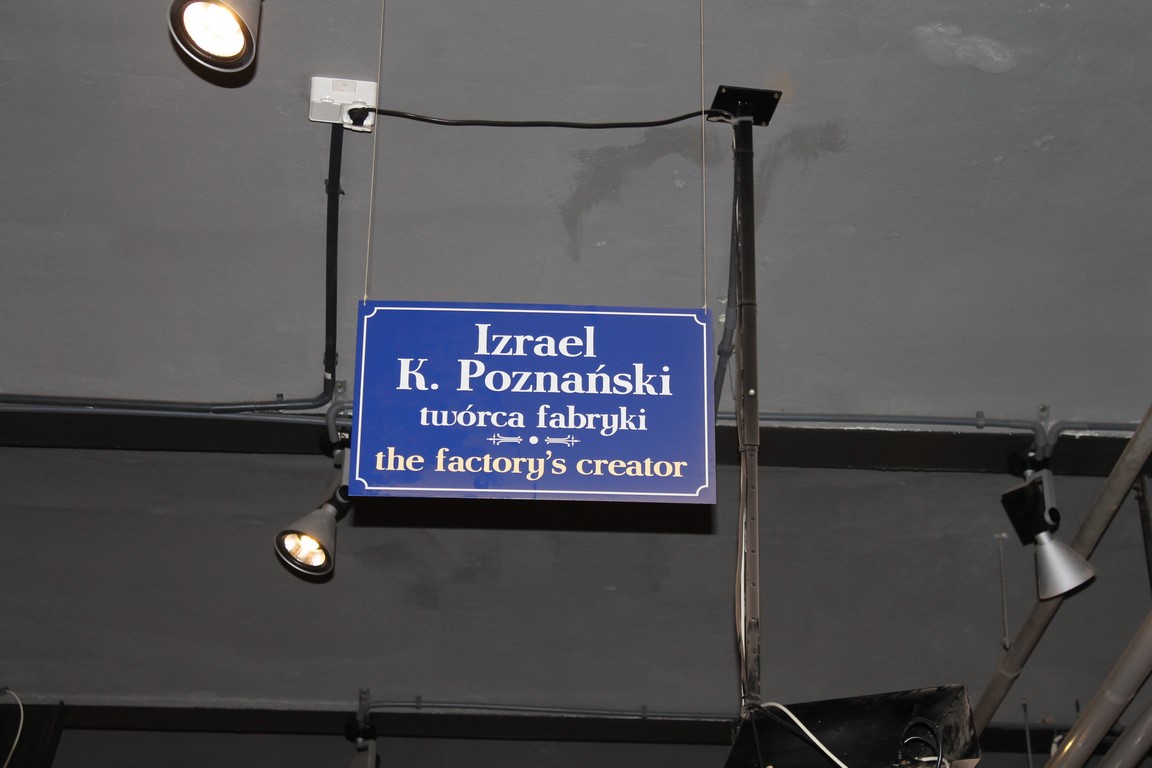 Izrael
K. Poznański
twórca fabryki
the factory's creator